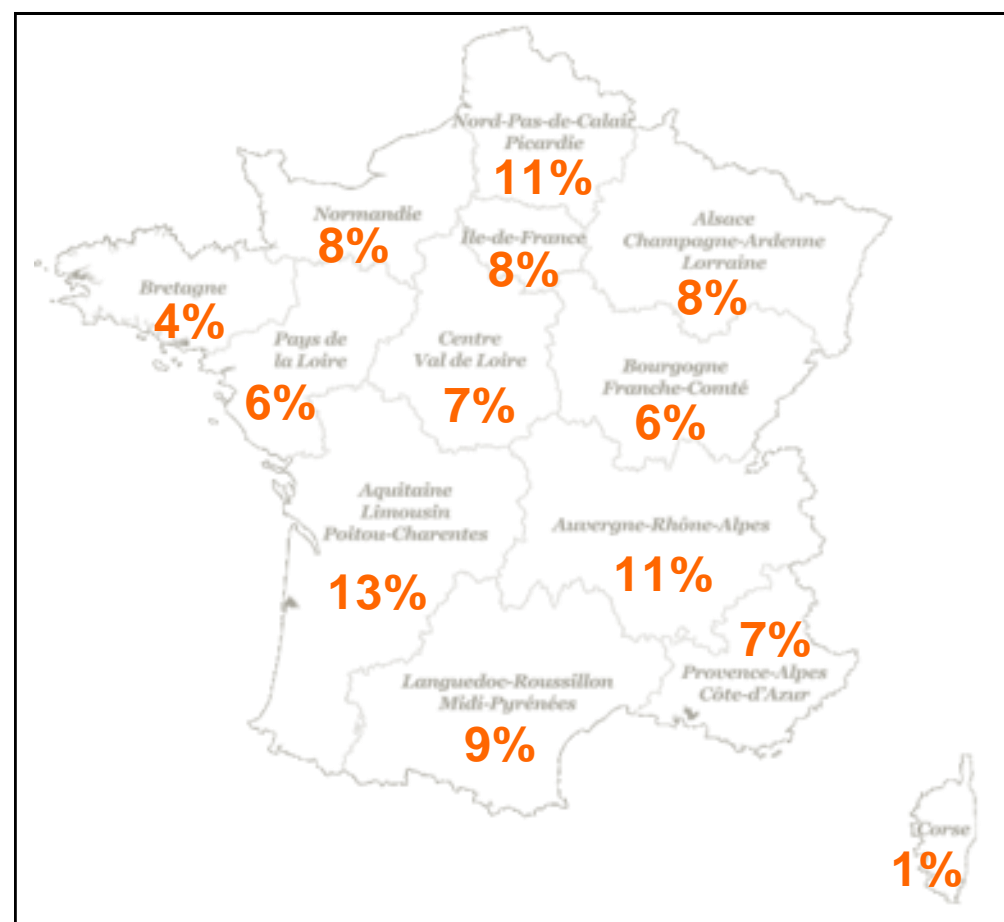 Nord-Pas-de-Calais
Picardie
11%
Normandie
8%
Île-de-France
8%
Alsace
Champagne-Ardenne
Lorraine
8%
Bretagne
4%
Pays de
la Loire
6%
Centre
Val de Loire
7%
Bourgogne
Franche-Comté
6%
Aquitaine
Limousin
Poitou-Charentes
13%
Auvergne-Rhône-Alpes
11%
7%
Provence-Alpes
Côte-d'Azur
Languedoc-Roussillon
Midi-Pyrénées
9%
Corse
1%